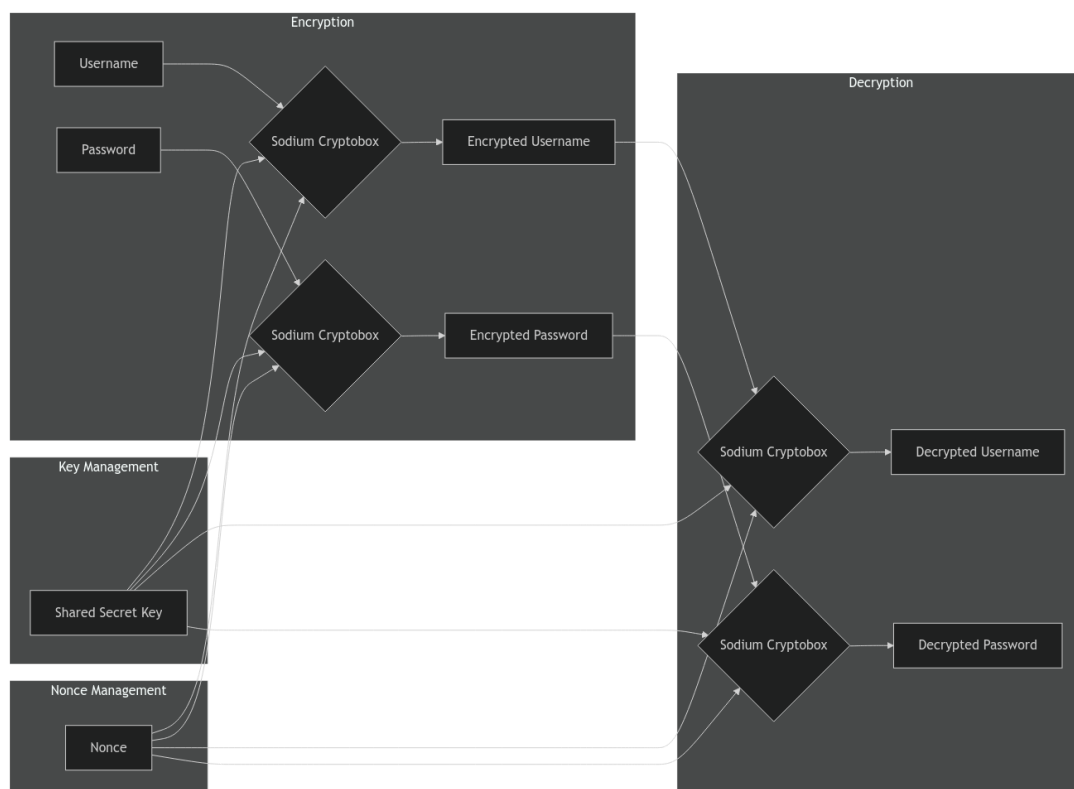 Encryption
Username
Password
Sodium Cryptobox
Encrypted Username
Sodium Cryptobox
Encrypted Password
Key Management
Shared Secret Key
Nonce Management
Nonce
Decryption
Sodium Cryptobox
Decrypted Username
Sodium Cryptobox
Decrypted Password